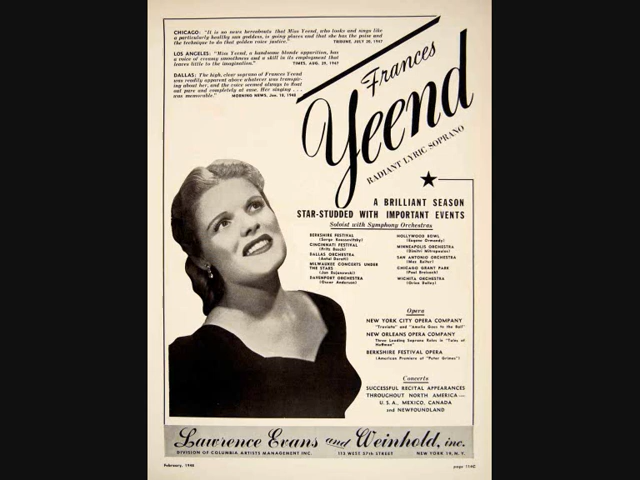 CHICAGO: "It is no news hereabouts that Miss Yeend, who looks and sings like
a particularly healthy sun goddess, is going places and that she has the poise and
the technique to do that golden voice justice."
TRIBUNE, JULY 20, 1947
LOS ANGELES: "Miss Yeend, a handsome blonde apparition, has
a voice of creamy smoothness and a skill in its employment that
leaves little to the imagination."
TIMES, AUG. 29, 1947
DALLAS: The high, clear soprano of Frances Yeend
was readily apparent above whatever was transpir-
ing about her, and the voice seemed always to float
out pure and completely at ease. Her singing . . .
was memorable."
MORNING NEWS, Jan. 10, 1948
Frances
Yeend
RADIANT LYRIC SOPRANO
A BRILLIANT SEASON
STAR-STUDDED WITH IMPORTANT EVENTS
Soloist with Symphony Orchestras
BERKSHIRE FESTIVAL
(Serge Koussevitzky)
CINCINNATI FESTIVAL
(Fritz Busch)
DALLAS ORCHESTRA
(Antal Dorati)
MILWAUKEE CONCERTS UNDER
THE STARS
DAVENPORT ORCHESTRA
(Oscar Anderson)
HOLLYWOOD BOWL
(Eugene Ormandy)
MINNEAPOLIS ORCHESTRA
(Dimitri Mitropoulos)
SAN ANTONIO ORCHESTRA
(Max Reiter)
CHICAGO GRANT PARK
WICHITA ORCHESTRA
Opera
NEW YORK CITY OPERA COMPANY
"Traviata" and "Amelia Goes to the Ball"
NEW ORLEANS OPERA COMPANY
Three Leading Soprano Roles in "Tales of
Hoffman"
BERKSHIRE FESTIVAL OPERA
(American Premiere of "Peter Grimes")
Concerts
SUCCESSFUL RECITAL APPEARANCES
THROUGHOUT NORTH AMERICA—
U. S. A., MEXICO, CANADA
and NEWFOUNDLAND
Lawrence Evans and Weinhold, inc.
DIVISION OF COLUMBIA ARTISTS MANAGEMENT INC. 113 WEST 57th STREET NEW YORK 19, N. Y.
February, 1948 page 114C